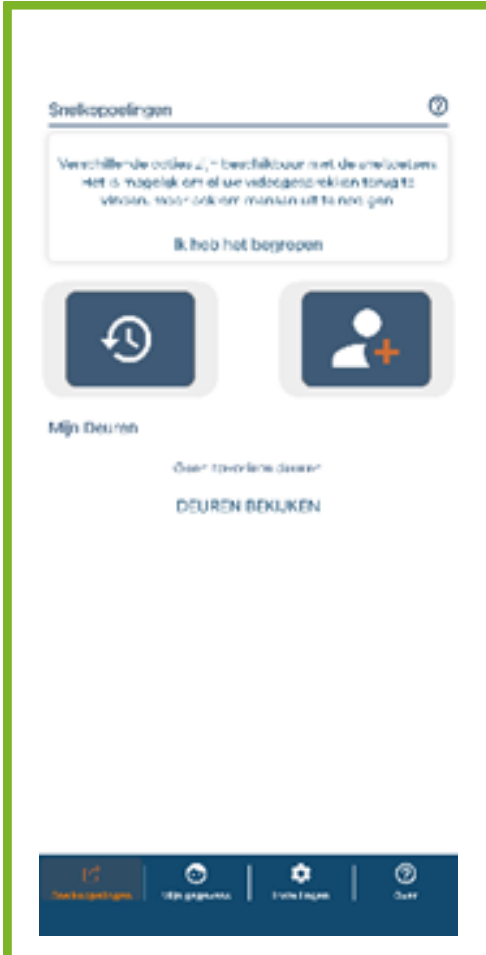 Snelkoppelingen
Verschillende opties zijn beschikbaar met de sneltoetsen.
Het is mogelijk om al uw videogesprekken terug te
vinden, maar ook om mensen uit te nodigen
Ik heb het begrepen
Mijn Deuren
Geen favoriete deuren
DEUREN BEKIJKEN
Snelkoppelingen
Mijn gegevens
Instellingen
Over